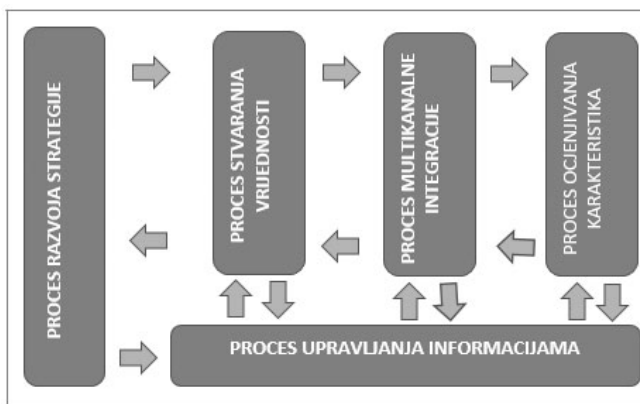 PROCES RAZVOJA STRATEGIJE
PROCES STVARANJA
VRIJEDNOSTI
PROCES MULTIKANALNE
INTEGRACIJE
PROCES OCJENJIVANJA
KARAKTERISTIKA
PROCES UPRAVLJANJA INFORMACIJAMA